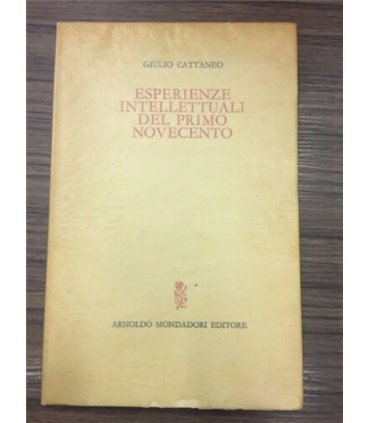 GIULIO CATTANEO
ESPERIENZE
INTELLETTUALI
DEL PRIMO
NOVECENTO
ARNOLDO MONDADORI EDITORE